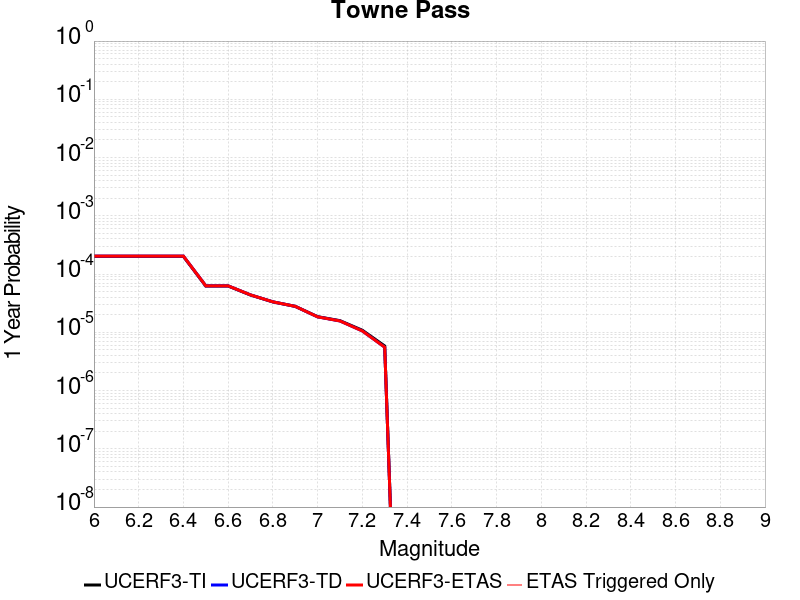 Towne Pass
10^0
10^-1
10^-2
10^-3
10^-4
10^-5
10^-6
10^-7
10^-8
1 Year Probability
6 6.2 6.4 6.6 6.8 7 7.2 7.4 7.6 7.8 8 8.2 8.4 8.6 8.8 9
Magnitude
UCERF3-TI UCERF3-TD UCERF3-ETAS ETAS Triggered Only